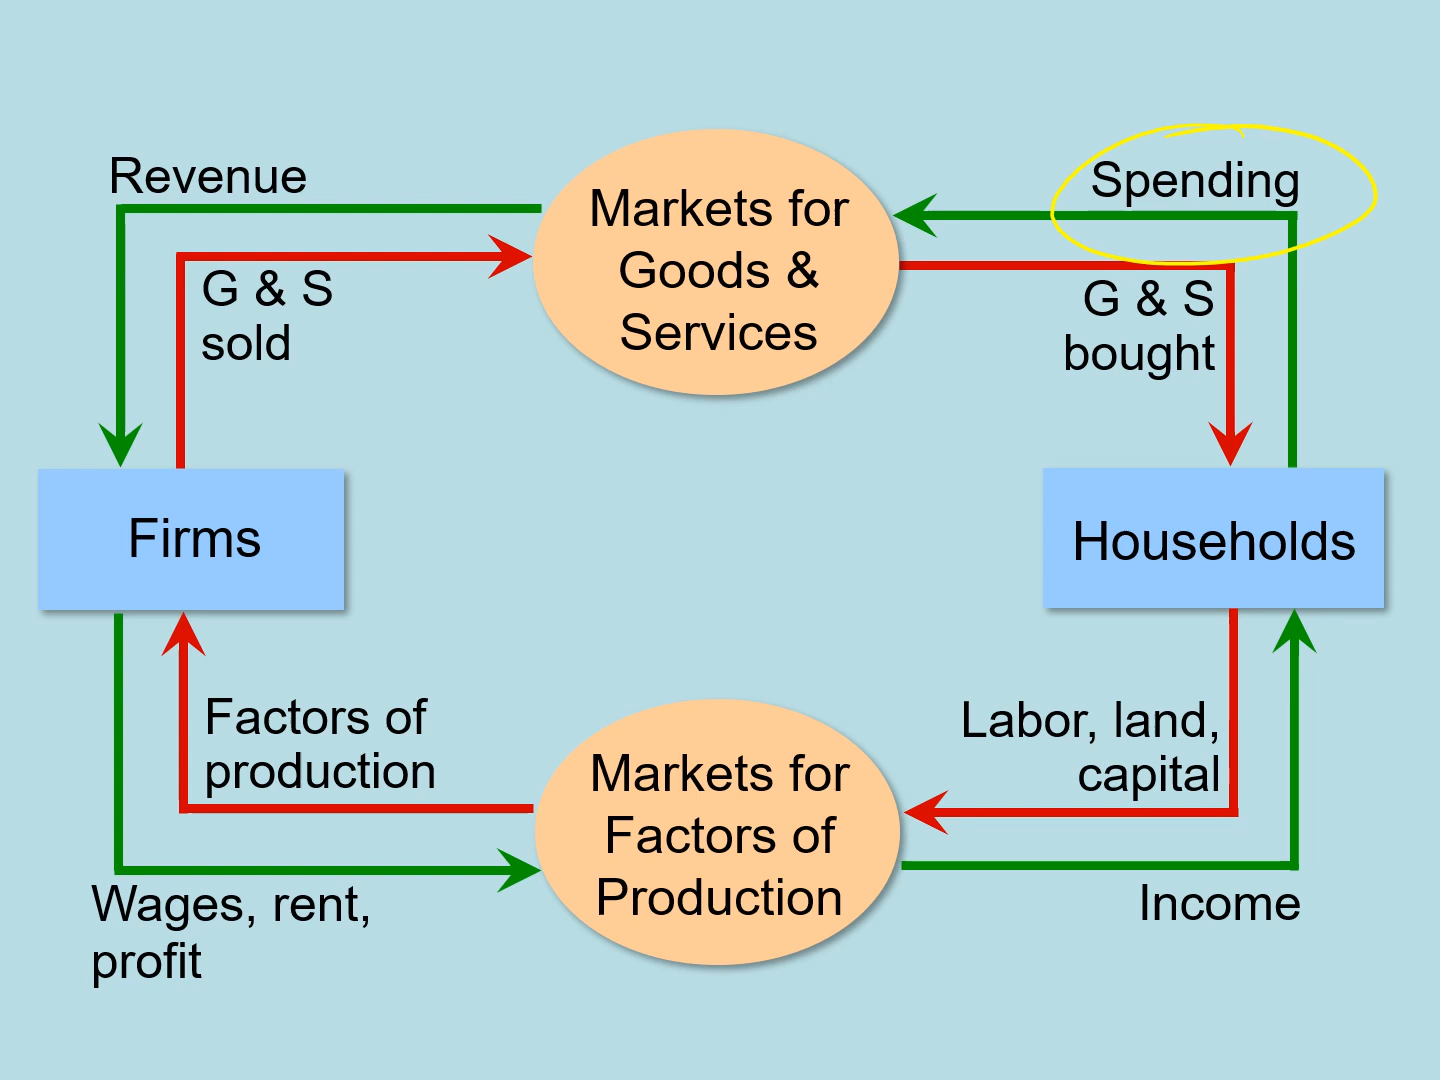 Revenue
Spending
Markets for
Goods &
Services
G & S
sold
G & S
bought
Firms
Households
Factors of
production
Labor, land,
capital
Markets for
Factors of
Production
Wages, rent,
profit
Income